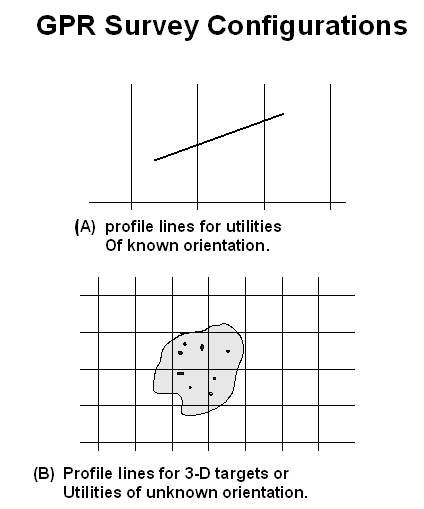 GPR Survey Configurations
(A) profile lines for utilities
Of known orientation.
(B) Profile lines for 3-D targets or
Utilities of unknown orientation.